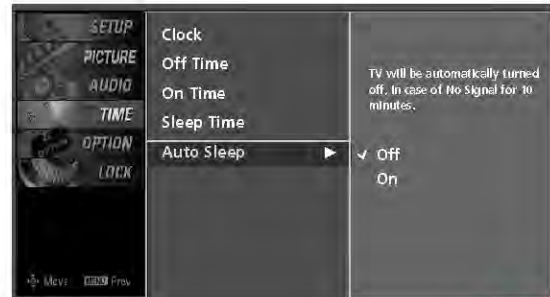 SETUP
PICTURE
AUDIO
TIME
OPTION
LOCK
Move MENU Prev
Clock
Off Time
On Time
Sleep Time
Auto Sleep
TV will be automatically turned
off, in case of No Signal for 10
minutes.
Off
On